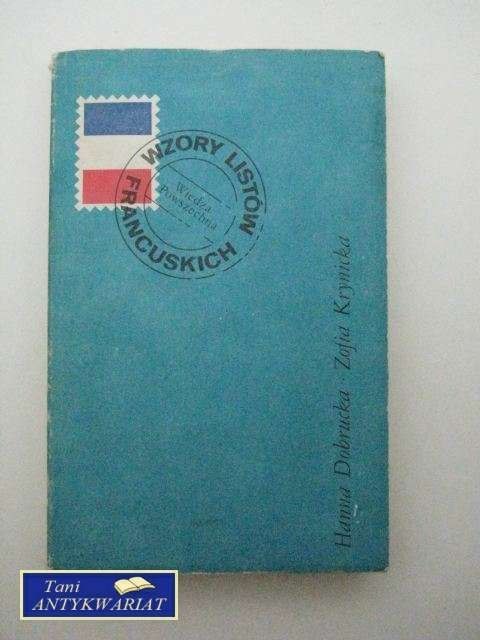 WZORY LISTÓW
FRANCUSKICH
Wiedza
Powszechna
Hanna Dobrucka · Zofia Krynicka
Tani
ANTYKWARIAT